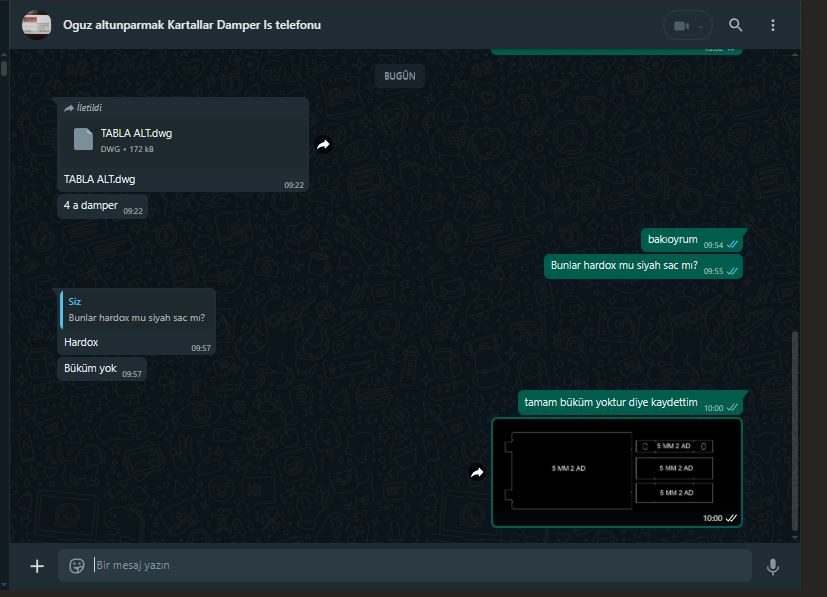 Oguz altunparmak Kartallar Damper Is telefonu
BUGÜN
İletildi
TABLA ALT.dwg
DWG • 172 kB
TABLA ALT.dwg
09:22
4 a damper 09:22
bakıoyrum 09:54
Bunlar hardox mu siyah sac mı? 09:55
Siz
Bunlar hardox mu siyah sac mı?
Hardox
09:57
Büküm yok 09:57
tamam büküm yoktur diye kaydettim 10:00
5 MM 2 AD
5 MM 2 AD
5 MM 2 AD
5 MM 2 AD
10:00
Bir mesaj yazın